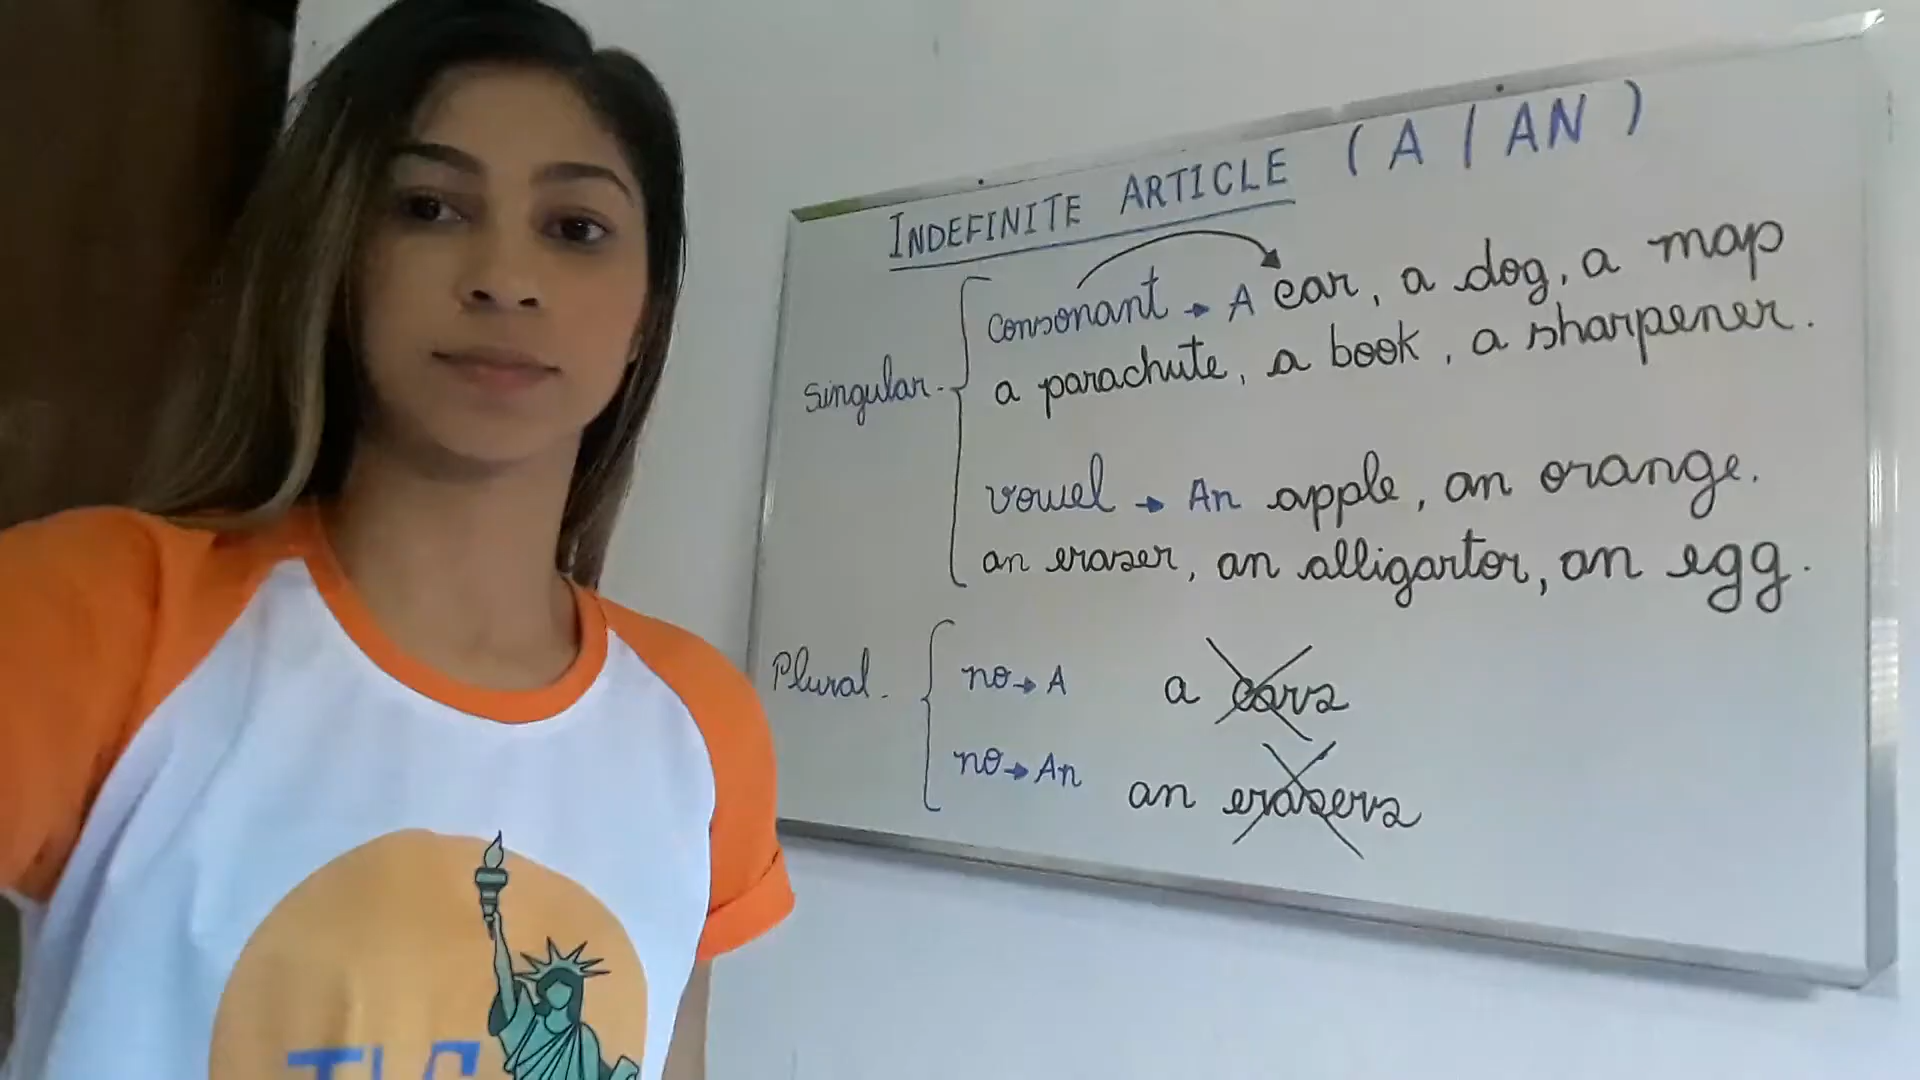 INDEFINITE ARTICLE ( A / AN )
Singular - consonant → A car, a dog, a map
a parachute, a book, a sharpener.
vowel → An apple, an orange.
an eraser, an alligartor, an egg.
Plural - no → A a cars
no → An an erasers